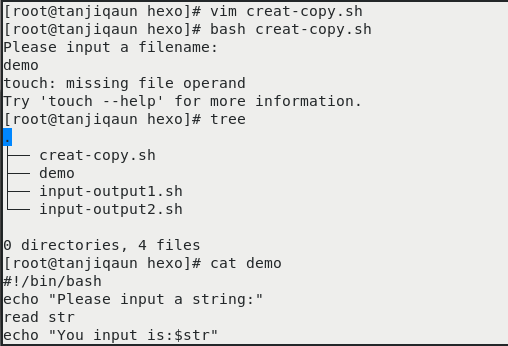 [root@tanjiqaun hexo]# vim creat-copy.sh
[root@tanjiqaun hexo]# bash creat-copy.sh
Please input a filename:
demo
touch: missing file operand
Try 'touch --help' for more information.
[root@tanjiqaun hexo]# tree
.
├── creat-copy.sh
├── demo
├── input-output1.sh
└── input-output2.sh

0 directories, 4 files
[root@tanjiqaun hexo]# cat demo
#!/bin/bash
echo "Please input a string:"
read str
echo "You input is:$str"